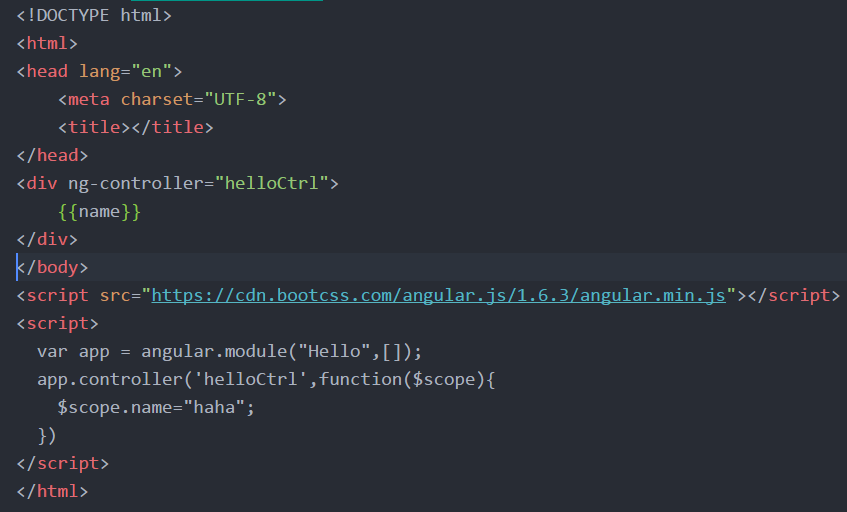 <!DOCTYPE html>
<html>
<head lang="en">
    <meta charset="UTF-8">
    <title></title>
</head>
<div ng-controller="helloCtrl">
    {{name}}
</div>
</body>
<script src="https://cdn.bootcss.com/angular.js/1.6.3/angular.min.js"></script>
<script>
  var app = angular.module("Hello",[]);
  app.controller('helloCtrl',function($scope){
    $scope.name="haha";
  })
</script>
</html>